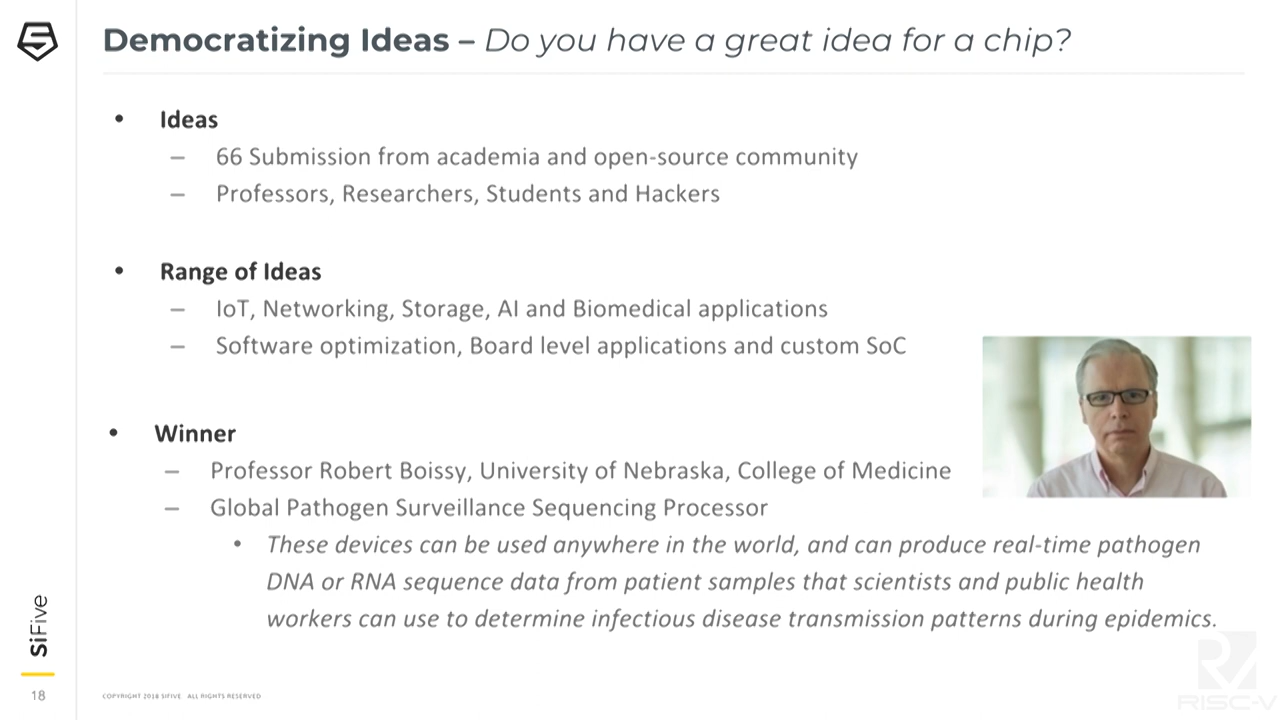 Democratizing Ideas – Do you have a great idea for a chip?
• Ideas
– 66 Submission from academia and open-source community
– Professors, Researchers, Students and Hackers
• Range of Ideas
– IoT, Networking, Storage, AI and Biomedical applications
– Software optimization, Board level applications and custom SoC
• Winner
– Professor Robert Boissy, University of Nebraska, College of Medicine
– Global Pathogen Surveillance Sequencing Processor
• These devices can be used anywhere in the world, and can produce real-time pathogen
DNA or RNA sequence data from patient samples that scientists and public health
workers can use to determine infectious disease transmission patterns during epidemics.
SiFive
18
COPYRIGHT 2018 SIFIVE. ALL RIGHTS RESERVED
RISC-V